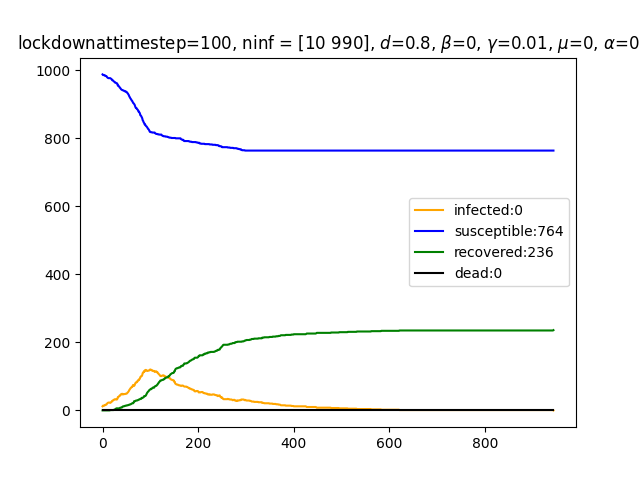 lockdownattimestep=100, ninf = [10 990], d=0.8, β=0, γ=0.01, μ=0, α=0
1000
800
600
400
200
0
infected:0
susceptible:764
recovered:236
dead:0
0 200 400 600 800